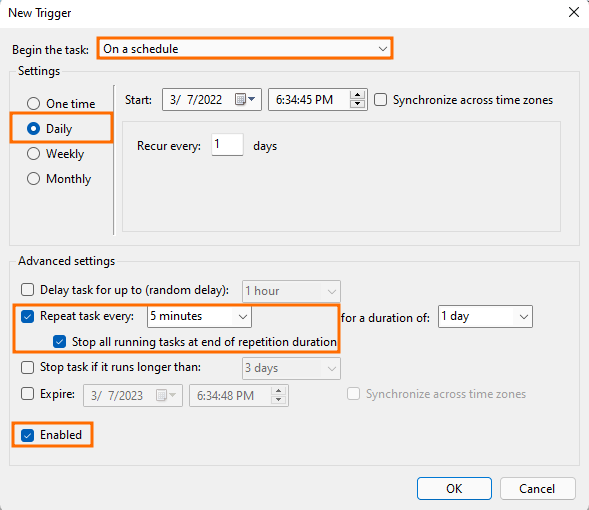 New Trigger
Begin the task: On a schedule
Settings
One time
Daily
Weekly
Monthly
Start: 3/ 7/2022 6:34:45 PM Synchronize across time zones
Recur every: 1 days
Advanced settings
Delay task for up to (random delay): 1 hour
Repeat task every: 5 minutes for a duration of: 1 day
Stop all running tasks at end of repetition duration
Stop task if it runs longer than: 3 days
Expire: 3/ 7/2023 6:34:48 PM Synchronize across time zones
Enabled
OK Cancel